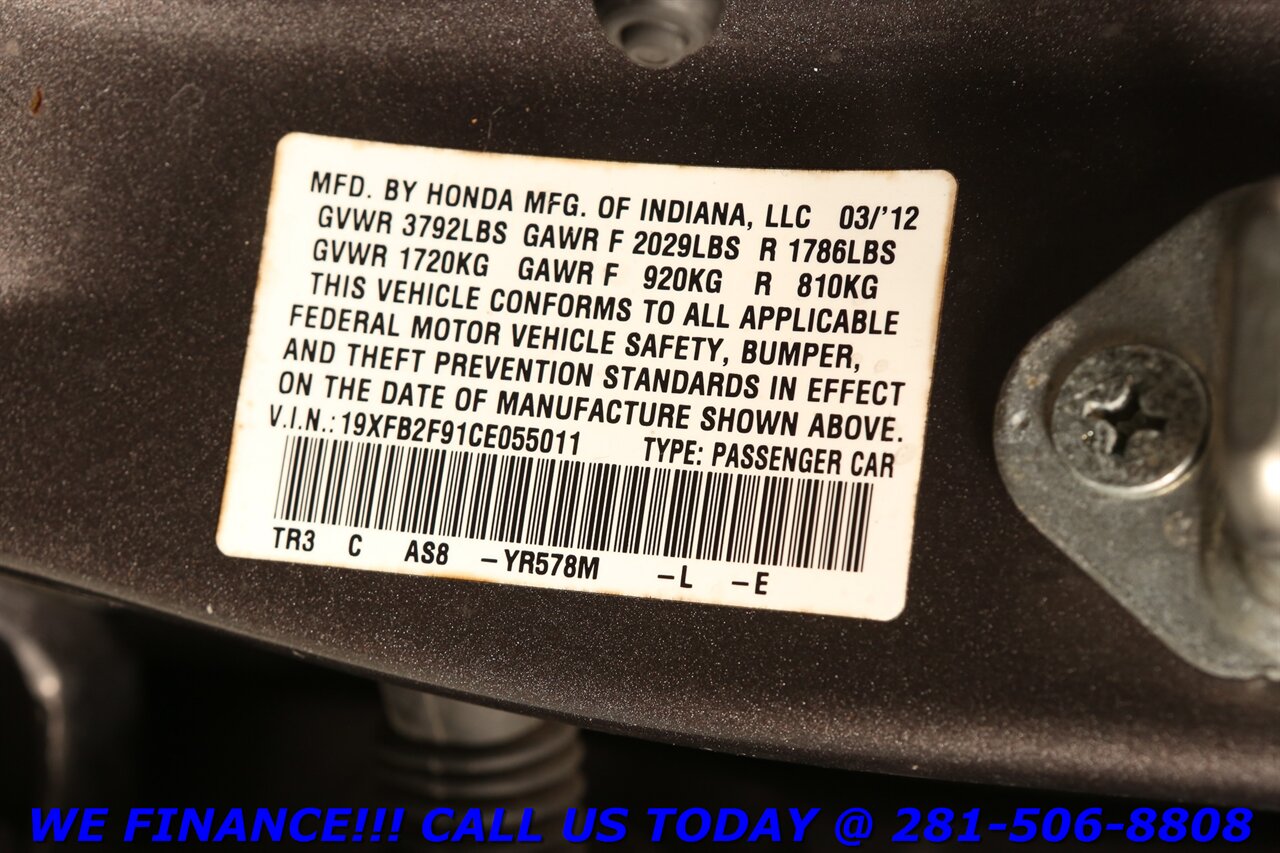 MFD. BY HONDA MFG. OF INDIANA, LLC 03/'12
GVWR 3792LBS GAWR F 2029LBS R 1786LBS
GVWR 1720KG GAWR F 920KG R 810KG
THIS VEHICLE CONFORMS TO ALL APPLICABLE
FEDERAL MOTOR VEHICLE SAFETY, BUMPER,
AND THEFT PREVENTION STANDARDS IN EFFECT
ON THE DATE OF MANUFACTURE SHOWN ABOVE.
V.I.N.: 19XFB2F91CE055011 TYPE: PASSENGER CAR
TR3 C AS8 –YR578M –L –E
WE FINANCE!!! CALL US TODAY @ 281-506-8808